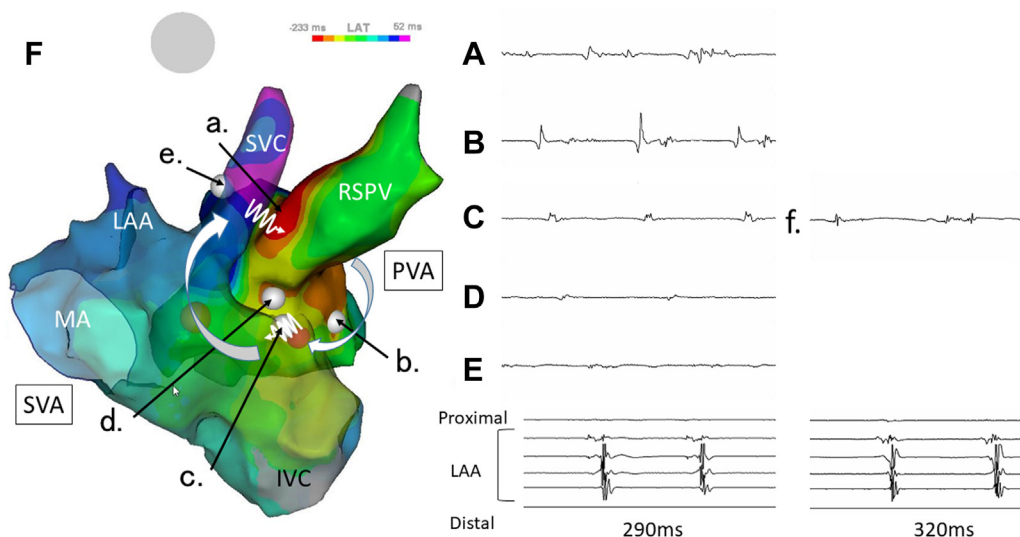 F
-233 ms LAT 52 ms
a.
SVC
e.
RSPV
LAA
PVA
MA
b.
SVA
d.
c.
IVC
A
B
C
f.
D
E
Proximal
LAA
Distal
290ms
320ms